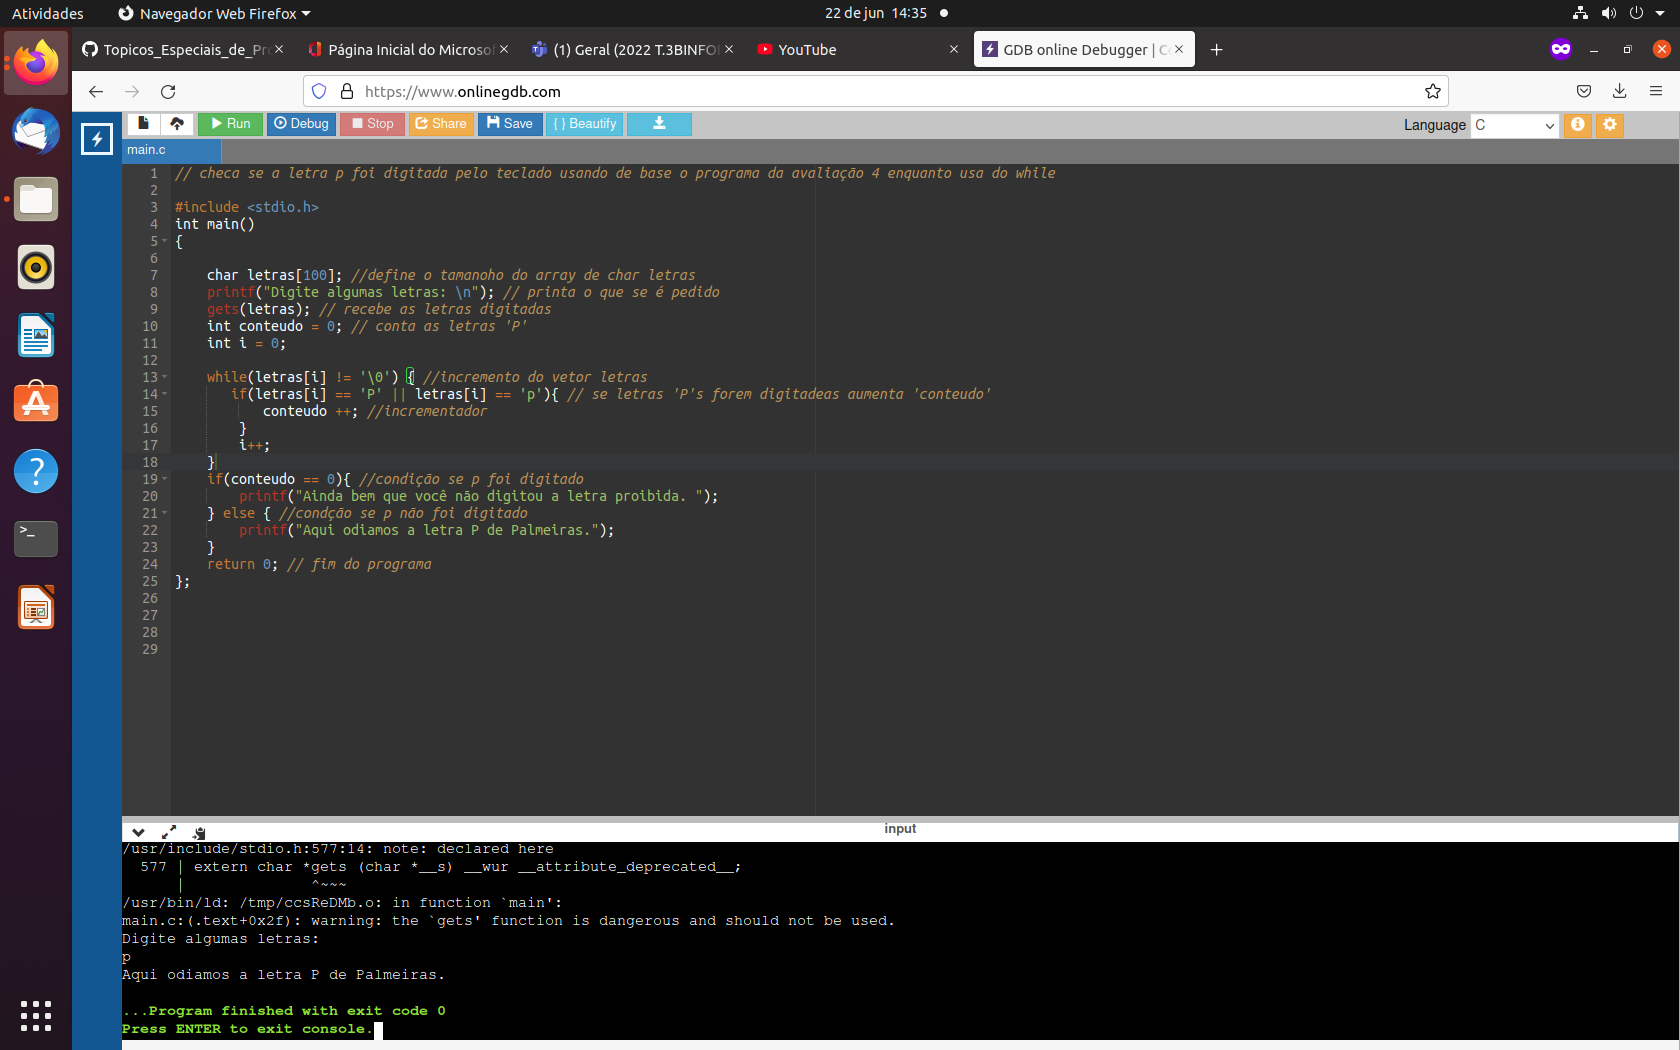 Atividades
Navegador Web Firefox
22 de jun 14:35
Topicos_Especiais_de_Pr
Página Inicial do Microsof
(1) Geral (2022 T.3BINFO
YouTube
GDB online Debugger | C
https://www.onlinegdb.com
Run
Debug
Stop
Share
Save
{ } Beautify
Language C
main.c
1 // checa se a letra p foi digitada pelo teclado usando de base o programa da avaliação 4 enquanto usa do while
2
3 #include <stdio.h>
4 int main()
5 {
6
7 char letras[100]; //define o tamanoho do array de char letras
8 printf("Digite algumas letras: \n"); // printa o que se é pedido
9 gets(letras); // recebe as letras digitadas
10 int conteudo = 0; // conta as letras 'P'
11 int i = 0;
12
13 while(letras[i] != '\0') { //incremento do vetor letras
14 if(letras[i] == 'P' || letras[i] == 'p'){ // se letras 'P's forem digitadeas aumenta 'conteudo'
15 conteudo ++; //incrementador
16 }
17 i++;
18 }
19 if(conteudo == 0){ //condição se p foi digitado
20 printf("Ainda bem que você não digitou a letra proibida. ");
21 } else { //condção se p não foi digitado
22 printf("Aqui odiamos a letra P de Palmeiras.");
23 }
24 return 0; // fim do programa
25 };
26
27
28
29
input
/usr/include/stdio.h:577:14: note: declared here
577 | extern char *gets (char *__s) __wur __attribute_deprecated__;
| ^~~~
/usr/bin/ld: /tmp/ccsReDMb.o: in function `main':
main.c:(.text+0x2f): warning: the `gets' function is dangerous and should not be used.
Digite algumas letras:
p
Aqui odiamos a letra P de Palmeiras.
...Program finished with exit code 0
Press ENTER to exit console.